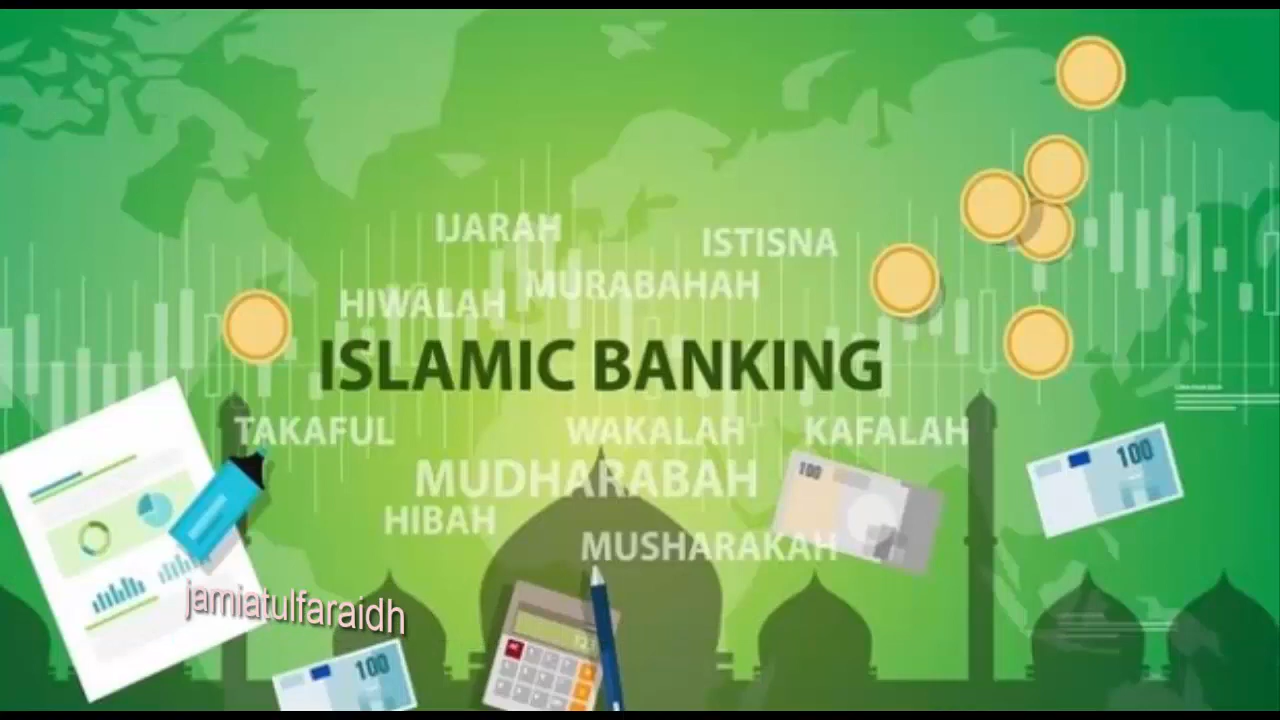 IJARAH
ISTISNA
MURABAHAH
HIWALAH
ISLAMIC BANKING
TAKAFUL
WAKALAH
KAFALAH
MUDHARABAH
HIBAH
MUSHARAKAH
100
100
100
jamiatulfaraidh